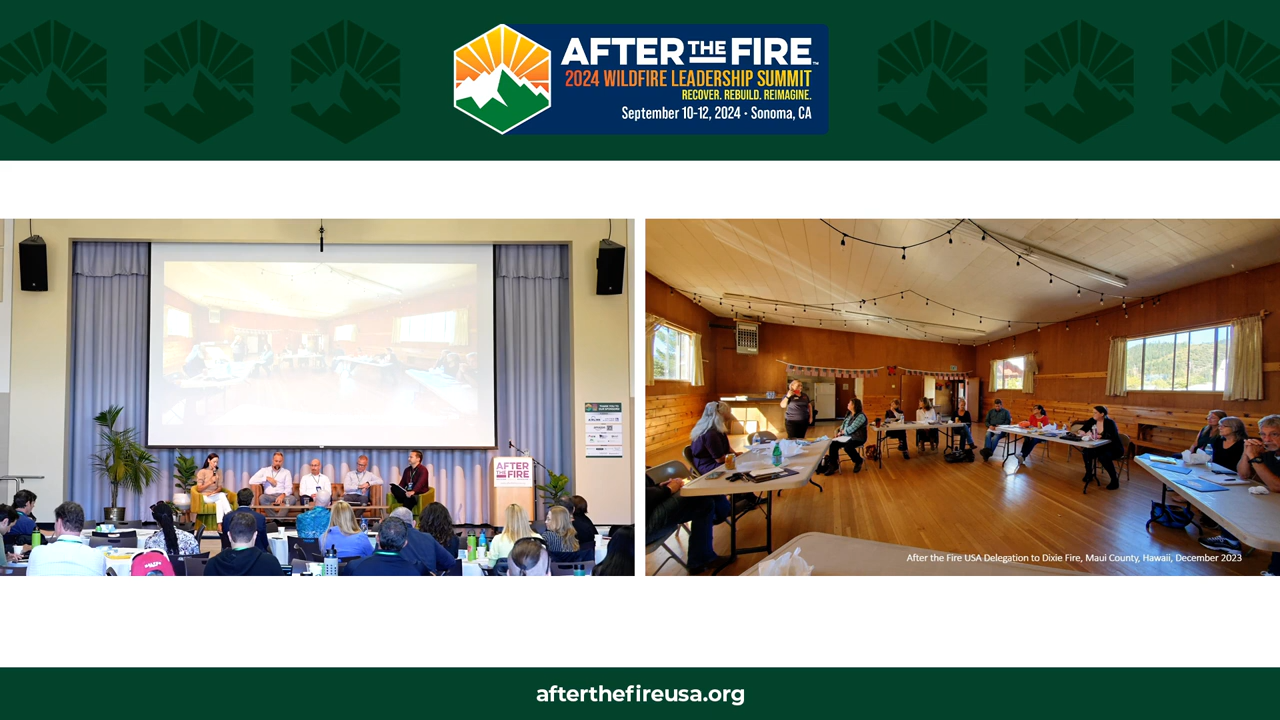 AFTER THE FIRE™
2024 WILDFIRE LEADERSHIP SUMMIT
RECOVER. REBUILD. REIMAGINE.
September 10-12, 2024 • Sonoma, CA
AFTER
THE FIRE
After the Fire USA Delegation to Dixie Fire, Maui County, Hawaii, December 2023
afterthefireusa.org